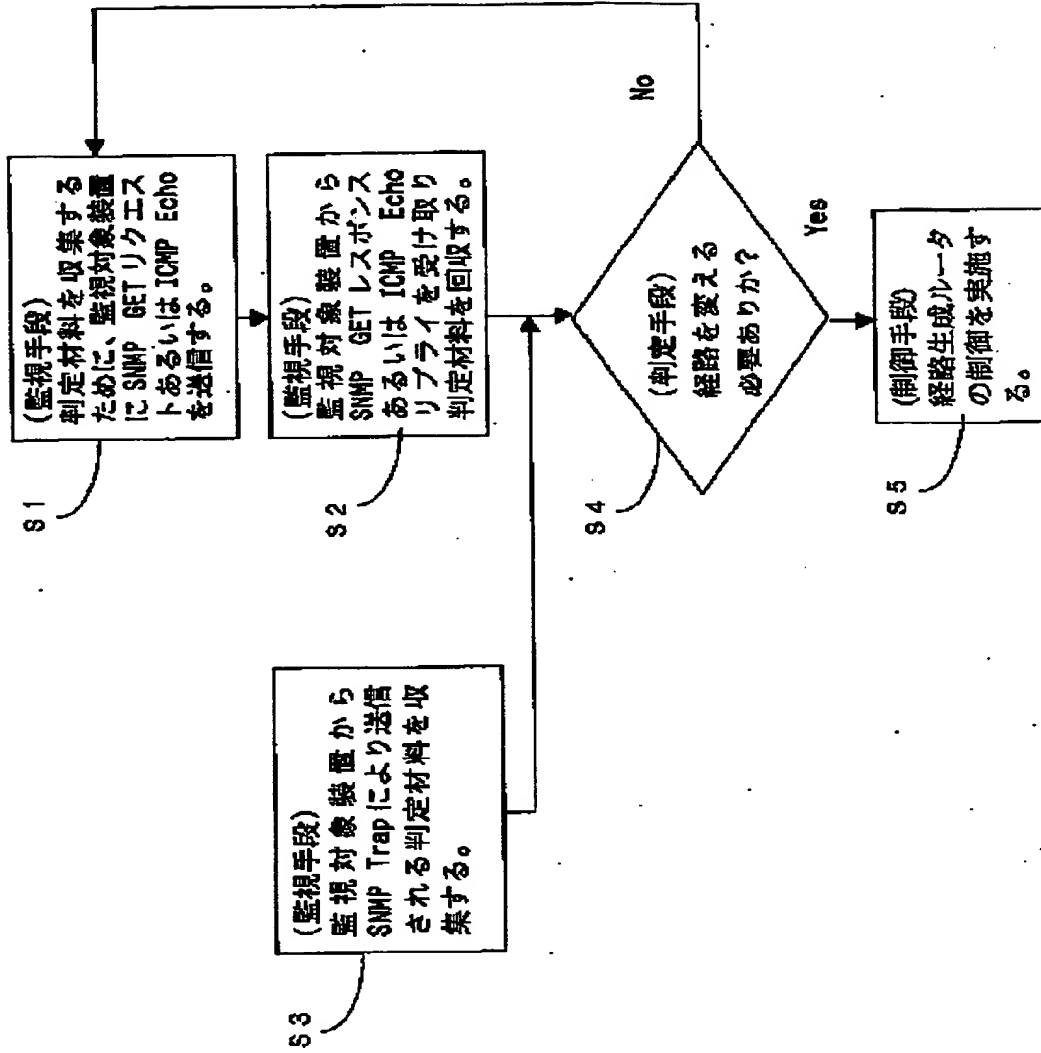 S1
(監視手段)
判定材料を収集する
ために、監視対象装置
に SNMP GET リクエス
トあるいは ICMP Echo
を送信する。
S2
(監視手段)
監視対象装置から
SNMP GET レスポンス
あるいは ICMP Echo
リプライを受け取り
判定材料を回収する。
S3
(監視手段)
監視対象装置から
SNMP Trap により送信
される判定材料を収
集する。
S4
(判定手段)
経路を変える
必要ありか?
No
Yes
S5
(制御手段)
経路生成ルータ
の制御を実施す
る。